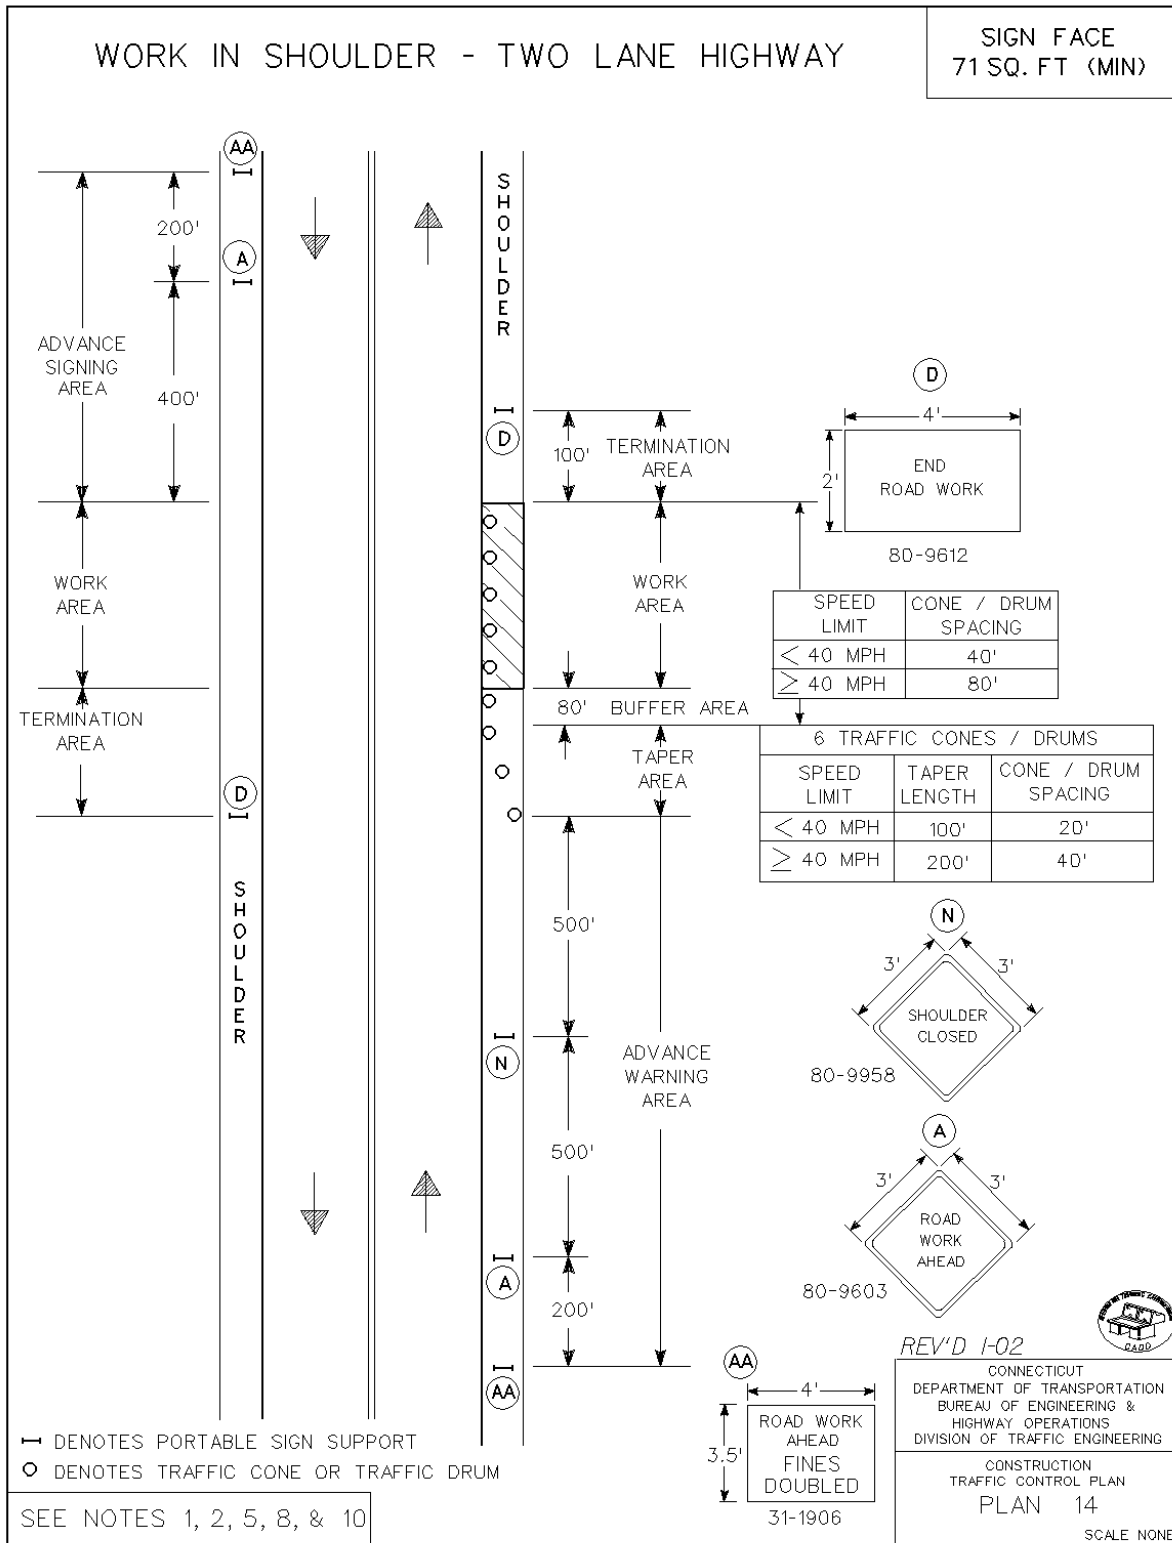 WORK IN SHOULDER - TWO LANE HIGHWAY
SIGN FACE
71 SQ. FT (MIN)
AA
200'
A
ADVANCE
SIGNING
AREA
400'
WORK
AREA
TERMINATION
AREA
D
SHOULDER
SHOULDER
D
100'
TERMINATION
AREA
WORK
AREA
80'
BUFFER AREA
TAPER
AREA
500'
N
500'
ADVANCE
WARNING
AREA
A
200'
AA
D
4'
2'
END
ROAD WORK
80-9612
SPEED LIMIT CONE / DRUM SPACING
< 40 MPH 40'
≥ 40 MPH 80'
6 TRAFFIC CONES / DRUMS
SPEED LIMIT TAPER LENGTH CONE / DRUM SPACING
< 40 MPH 100' 20'
≥ 40 MPH 200' 40'
N
3' 3'
SHOULDER
CLOSED
80-9958
A
3' 3'
ROAD
WORK
AHEAD
80-9603
AA
4'
3.5'
ROAD WORK
AHEAD
FINES
DOUBLED
31-1906
REV'D 1-02
CADD
CONNECTICUT
DEPARTMENT OF TRANSPORTATION
BUREAU OF ENGINEERING &
HIGHWAY OPERATIONS
DIVISION OF TRAFFIC ENGINEERING
CONSTRUCTION
TRAFFIC CONTROL PLAN
PLAN 14
SCALE NONE
DENOTES PORTABLE SIGN SUPPORT
DENOTES TRAFFIC CONE OR TRAFFIC DRUM
SEE NOTES 1, 2, 5, 8, & 10